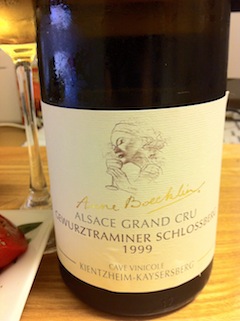 Anne Boecklin
ALSACE GRAND CRU
GEWURZTRAMINER SCHLOSSBERG
1999
CAVE VINICOLE
KIENTZHEIM-KAYSERSBERG